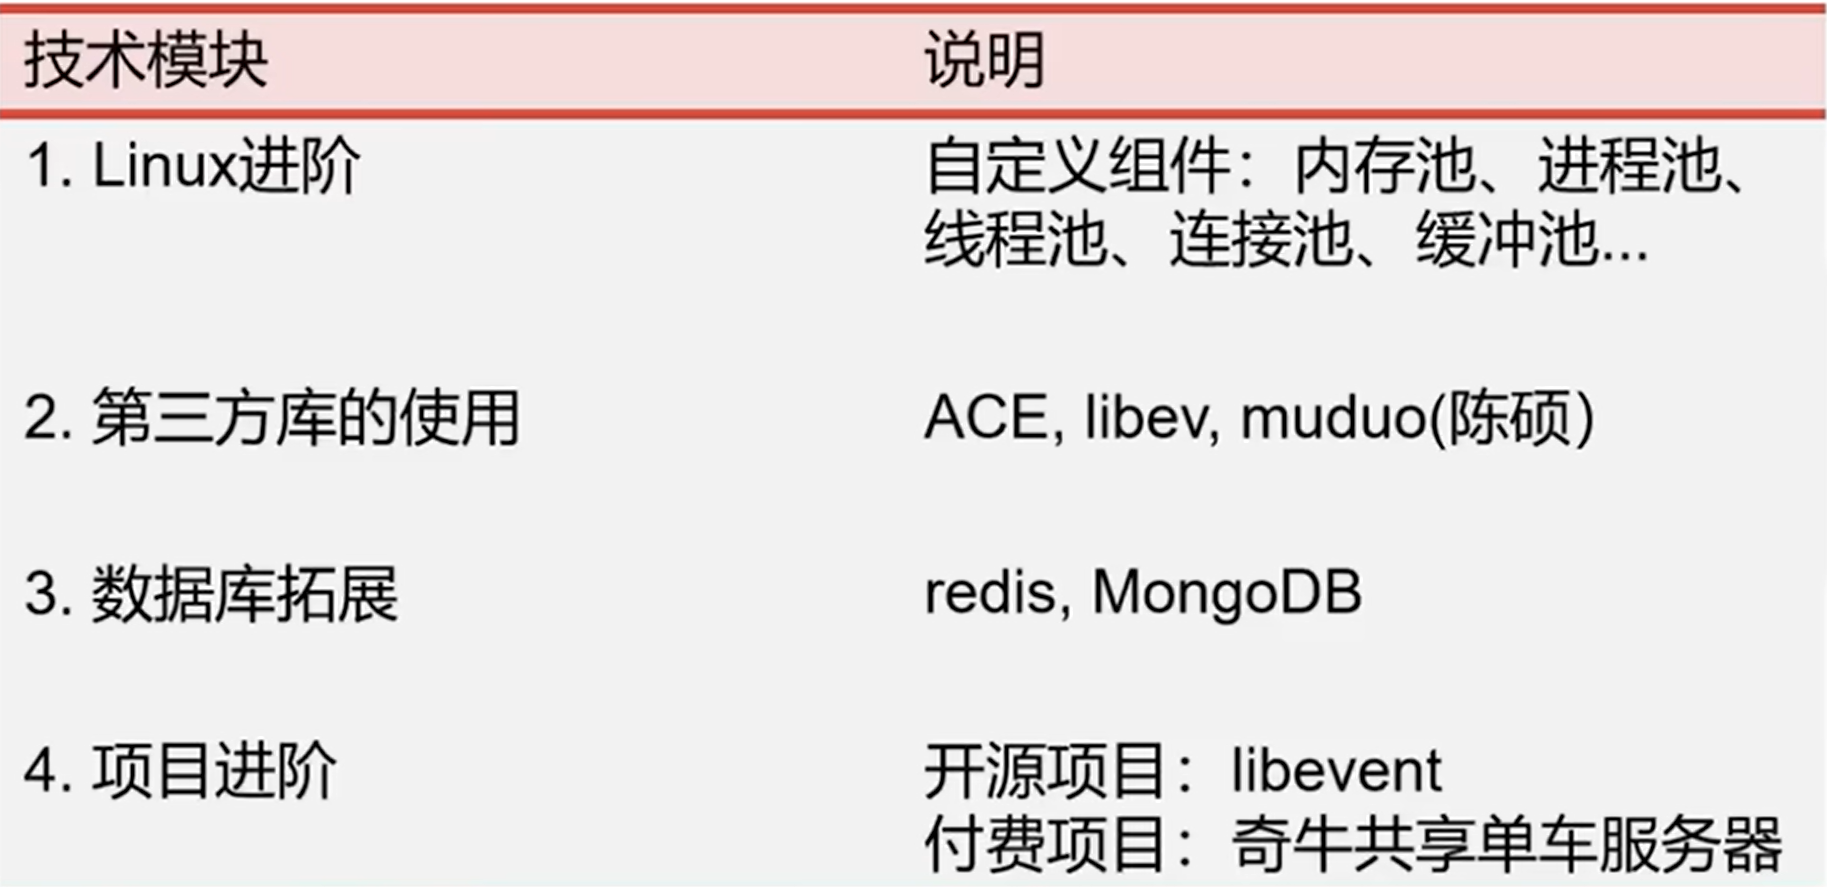 技术模块 说明
1. Linux进阶 自定义组件：内存池、进程池、
线程池、连接池、缓冲池...
2. 第三方库的使用 ACE, libev, muduo(陈硕）
3. 数据库拓展 redis, MongoDB
4. 项目进阶 开源项目：libevent
付费项目：奇牛共享单车服务器